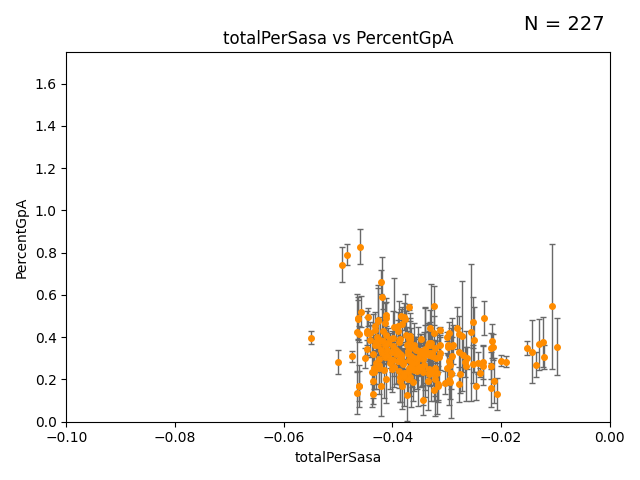 N = 227
totalPerSasa vs PercentGpA
PercentGpA
1.6
1.4
1.2
1.0
0.8
0.6
0.4
0.2
0.0
−0.10 −0.08 −0.06 −0.04 −0.02 0.00
totalPerSasa